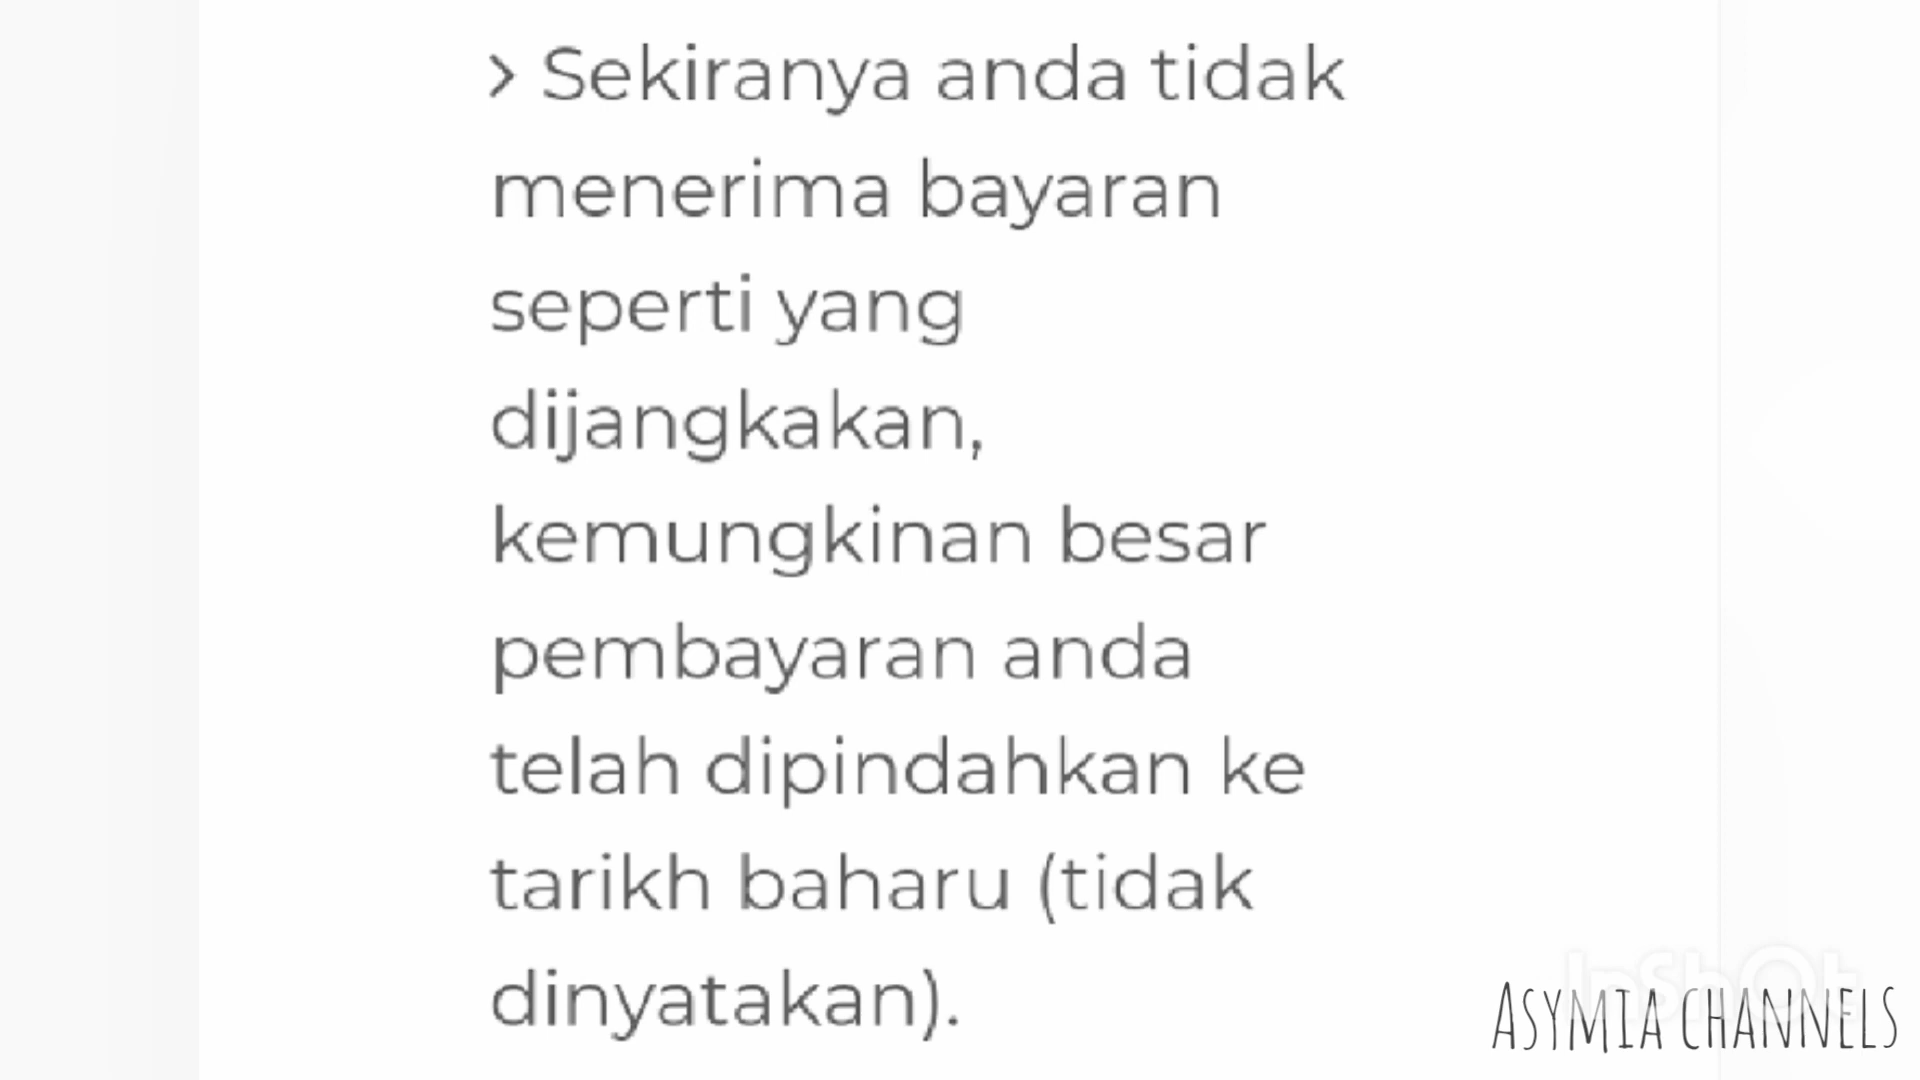 > Sekiranya anda tidak
menerima bayaran
seperti yang
dijangkakan,
kemungkinan besar
pembayaran anda
telah dipindahkan ke
tarikh baharu (tidak
dinyatakan).
InShOt
ASYMIA CHANNELS